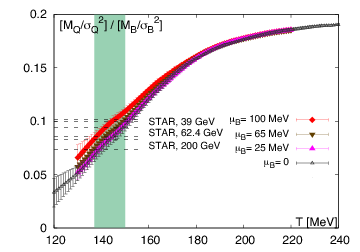 0.2
[M_Q/σ_Q^2] / [M_B/σ_B^2]
0.15
0.1
STAR, 39 GeV
STAR, 62.4 GeV
STAR, 200 GeV
μ_B= 100 MeV
μ_B= 65 MeV
μ_B= 25 MeV
μ_B= 0
0.05
0
T [MeV]
120 140 160 180 200 220 240